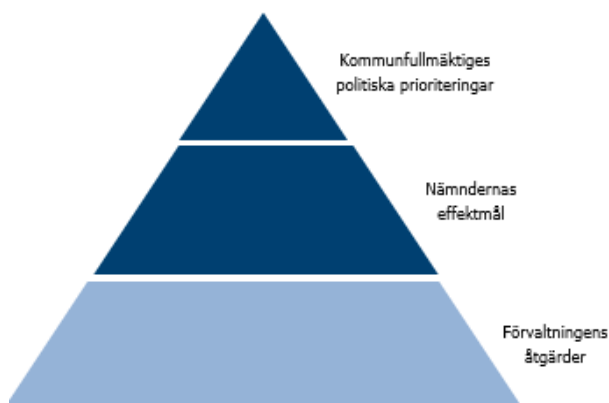 Kommunfullmäktiges
politiska prioriteringar
Nämndernas
effektmål
Förvaltningens
åtgärder